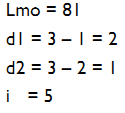 Lmo = 81
d1 = 3 – 1 = 2
d2 = 3 – 2 = 1
i = 5